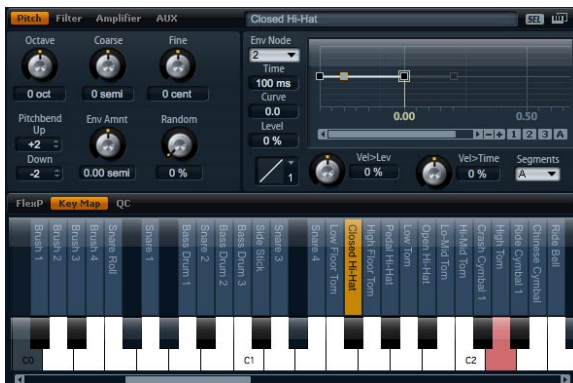 Pitch Filter Amplifier AUX
Closed Hi-Hat SEL
Octave Coarse Fine
0 oct 0 semi 0 cent
Pitchbend
Up
+2
Down
-2
Env Amnt Random
0.00 semi 0 %
Env Node
2
Time
100 ms
Curve
0.0
Level
0 %
1
0.00 0.50
1 2 3 A
Vel>Lev
0 %
Vel>Time
0 %
Segments
A
FlexP Key Map QC
Brush 1
Brush 2
Brush 3
Brush 4
Snare Roll
Snare 1
Bass Drum 1
Snare 2
Bass Drum 2
Bass Drum 3
Side Stick
Snare 3
Snare 4
Low Floor Tom
Closed Hi-Hat
High Floor Tom
Pedal Hi-Hat
Low Tom
Open Hi-Hat
Lo-Mid Tom
Hi-Mid Tom
Crash Cymbal 1
High Tom
Ride Cymbal 1
Chinese Cymbal
Ride Bell
C0 C1 C2